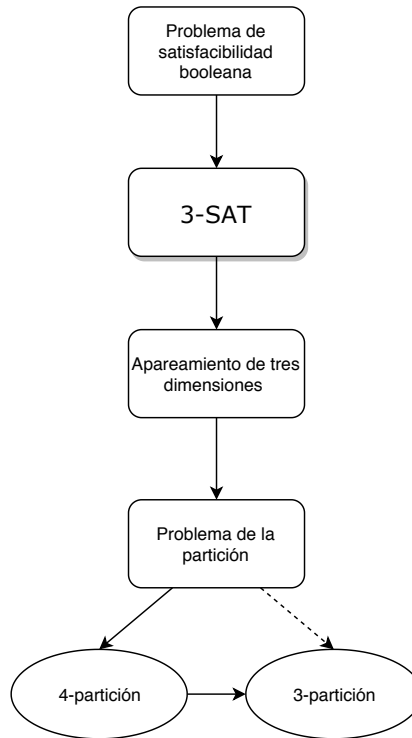 Problema de
satisfacibilidad
booleana
3-SAT
Apareamiento de tres
dimensiones
Problema de la
partición
4-partición
3-partición